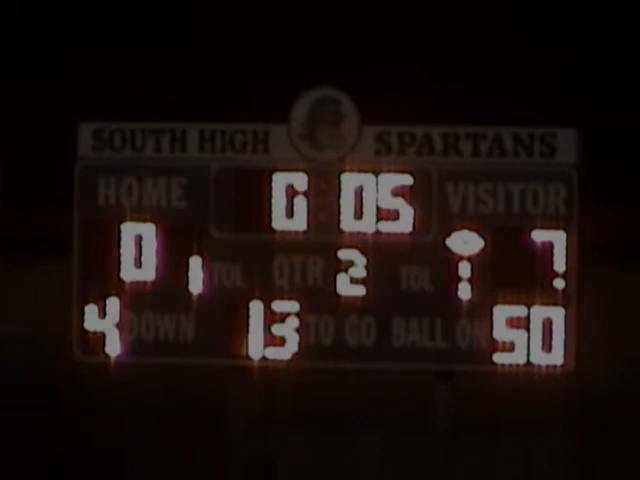 SOUTH HIGH SPARTANS
HOME 6:05 VISITOR
0 1 TOL QTR 2 TOL 1 7
4 DOWN 13 TO GO BALL ON 50